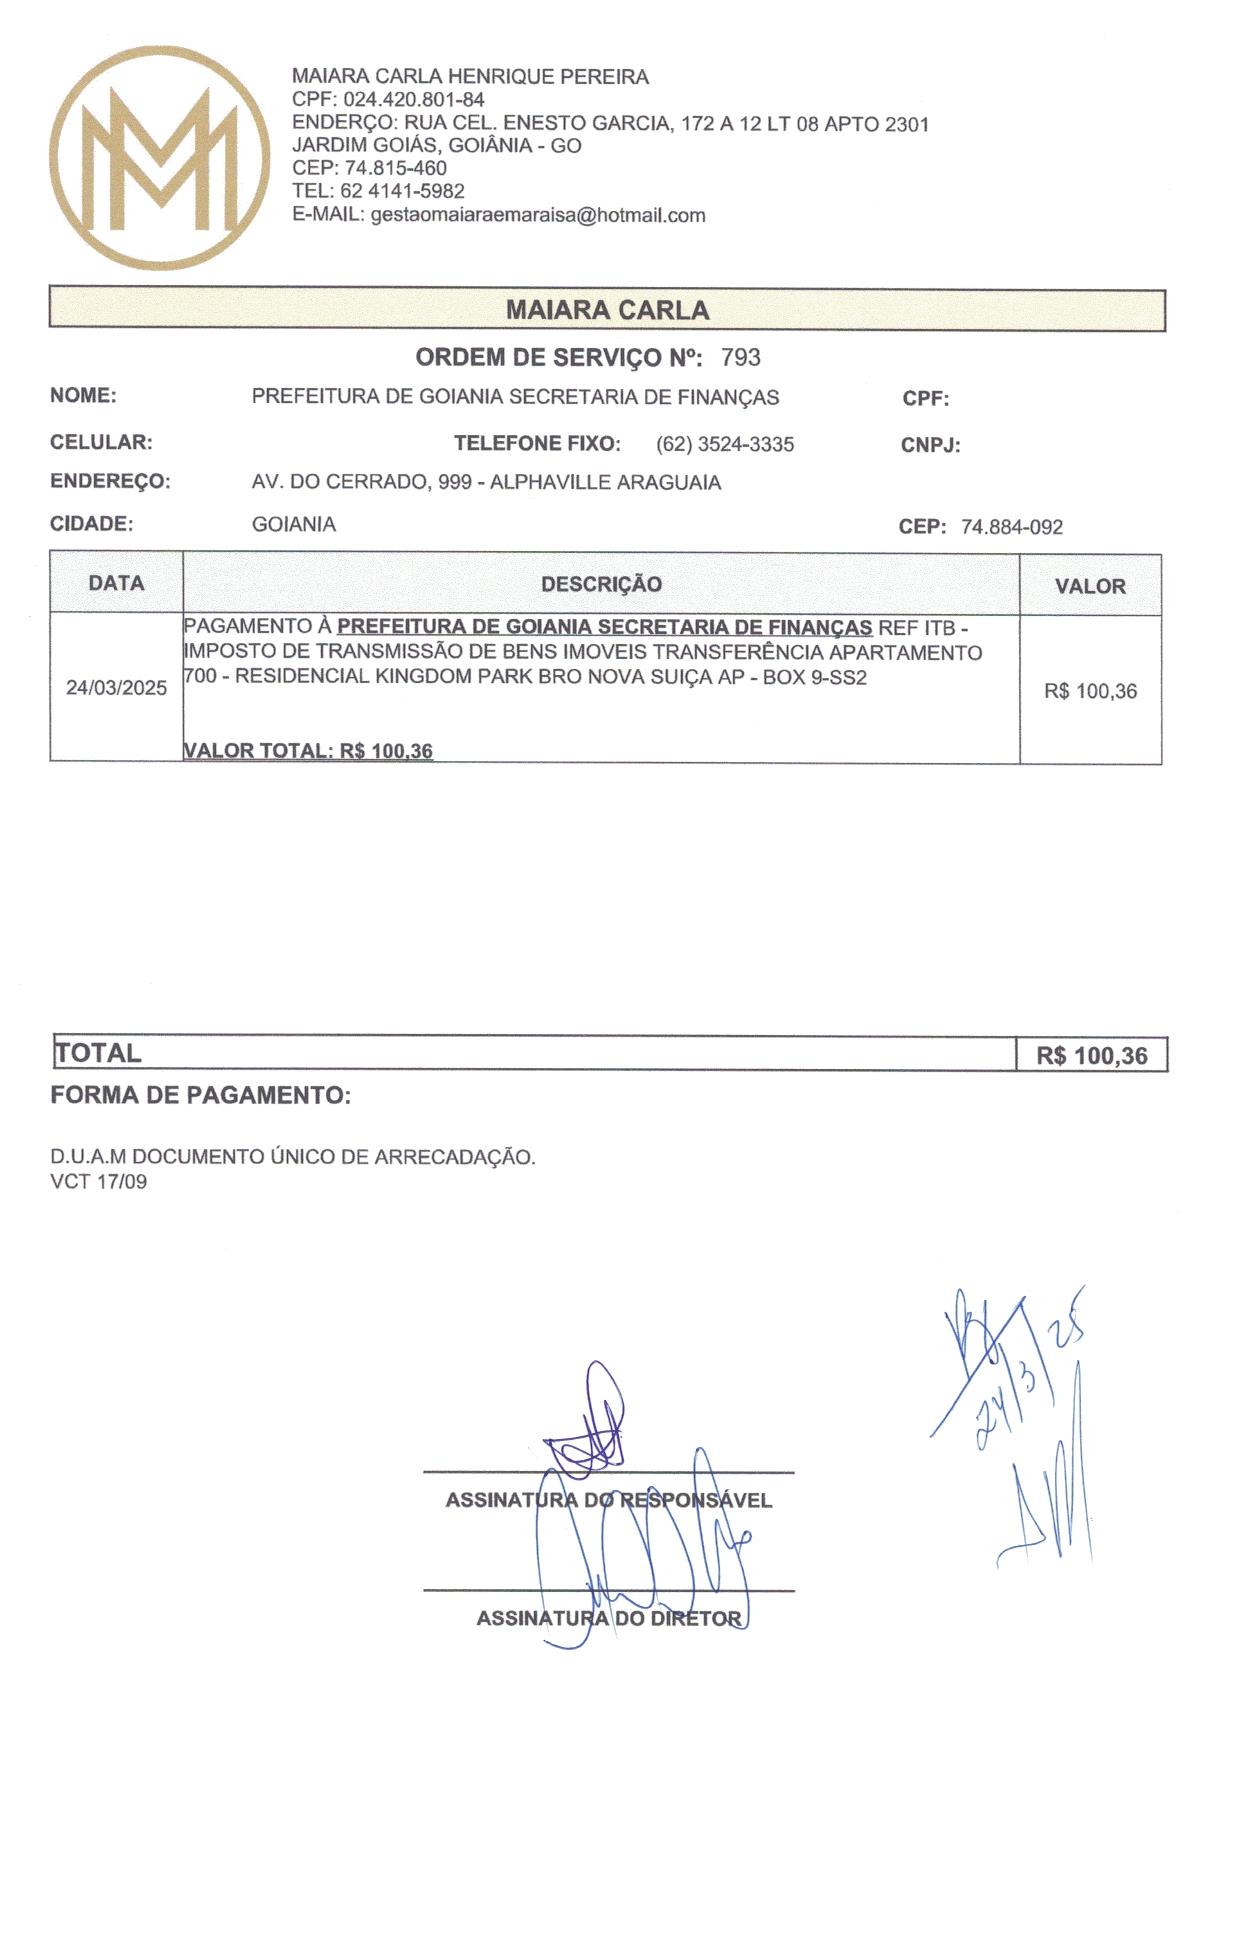 MAIARA CARLA HENRIQUE PEREIRA
CPF: 024.420.801-84
ENDERÇO: RUA CEL. ENESTO GARCIA, 172 A 12 LT 08 APTO 2301
JARDIM GOIÁS, GOIÂNIA - GO
CEP: 74.815-460
TEL: 62 4141-5982
E-MAIL: gestaomaiaraemaraisa@hotmail.com
MAIARA CARLA
ORDEM DE SERVIÇO Nº: 793
NOME: PREFEITURA DE GOIANIA SECRETARIA DE FINANÇAS CPF:
CELULAR: TELEFONE FIXO: (62) 3524-3335 CNPJ:
ENDEREÇO: AV. DO CERRADO, 999 - ALPHAVILLE ARAGUAIA
CIDADE: GOIANIA CEP: 74.884-092
DATA DESCRIÇÃO VALOR
PAGAMENTO À PREFEITURA DE GOIANIA SECRETARIA DE FINANÇAS REF ITB -
IMPOSTO DE TRANSMISSÃO DE BENS IMOVEIS TRANSFERÊNCIA APARTAMENTO
700 - RESIDENCIAL KINGDOM PARK BRO NOVA SUIÇA AP - BOX 9-SS2
24/03/2025 R$ 100,36
VALOR TOTAL: R$ 100,36
TOTAL R$ 100,36
FORMA DE PAGAMENTO:
D.U.A.M DOCUMENTO ÚNICO DE ARRECADAÇÃO.
VCT 17/09
24/3/25
ASSINATURA DO RESPONSÁVEL
ASSINATURA DO DIRETOR